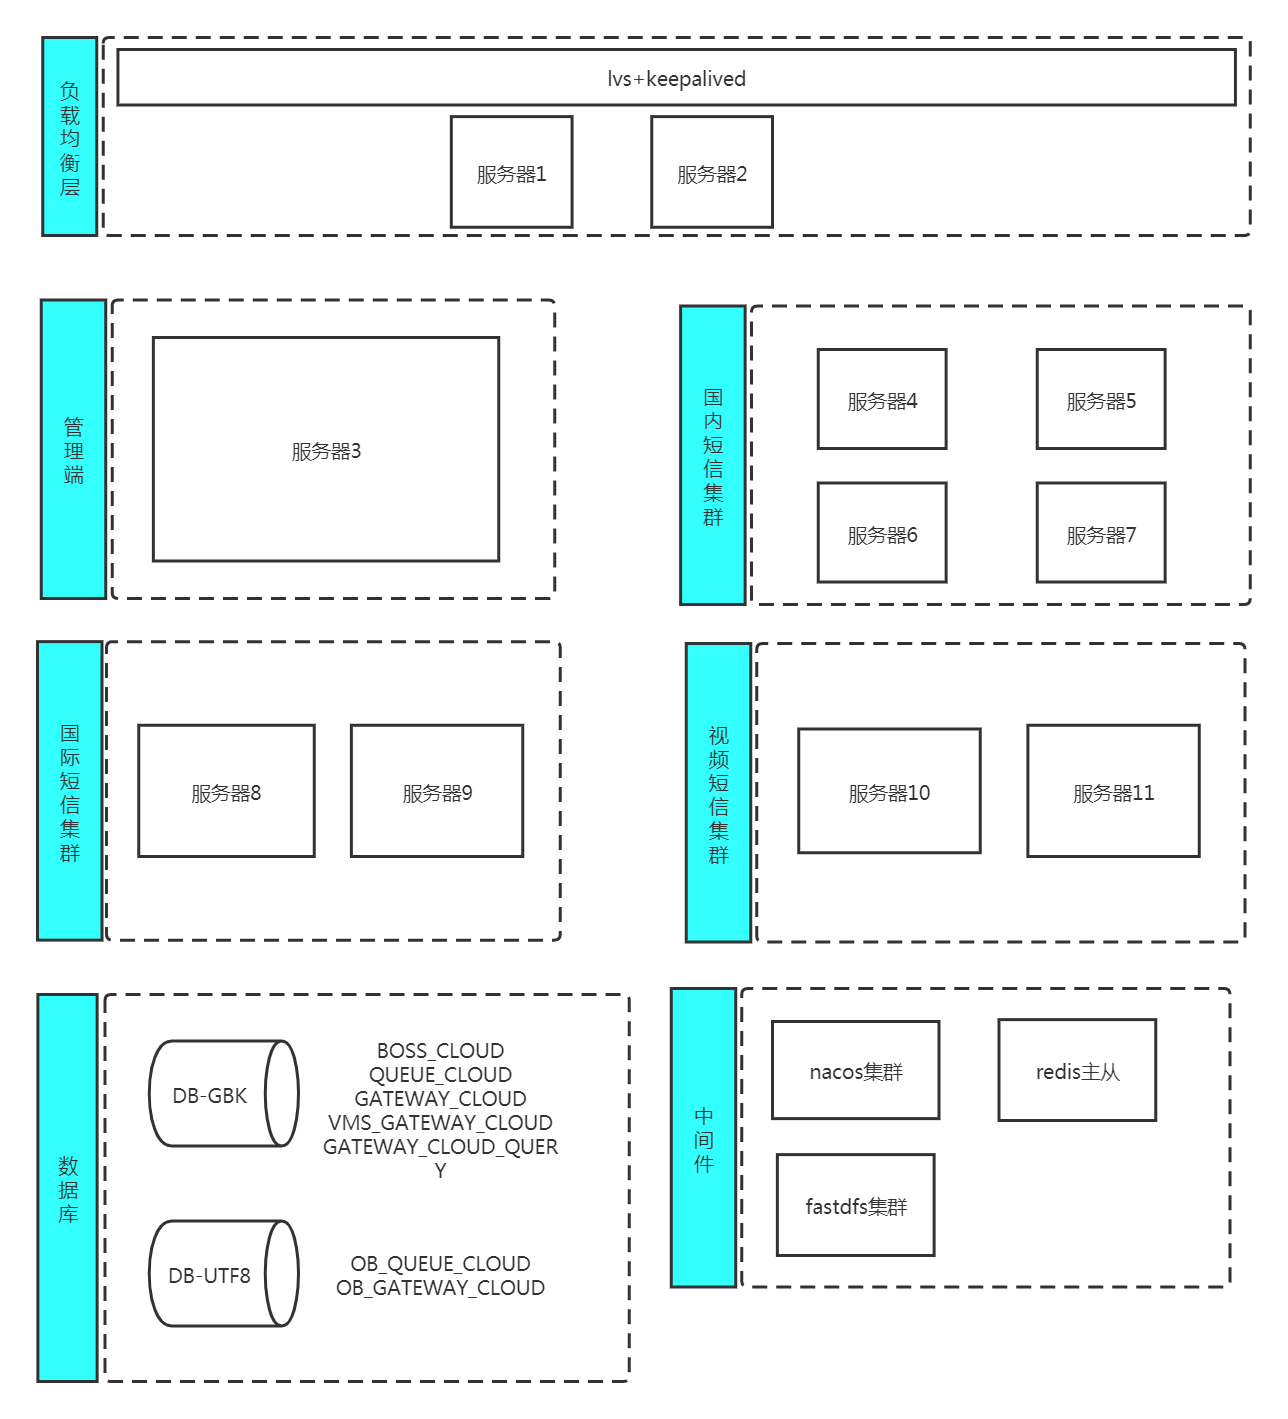 负载均衡层
lvs+keepalived
服务器1
服务器2
管理端
服务器3
国内短信集群
服务器4
服务器5
服务器6
服务器7
国际短信集群
服务器8
服务器9
视频短信集群
服务器10
服务器11
数据库
DB-GBK
BOSS_CLOUD
QUEUE_CLOUD
GATEWAY_CLOUD
VMS_GATEWAY_CLOUD
GATEWAY_CLOUD_QUER
Y
DB-UTF8
OB_QUEUE_CLOUD
OB_GATEWAY_CLOUD
中间件
nacos集群
redis主从
fastdfs集群